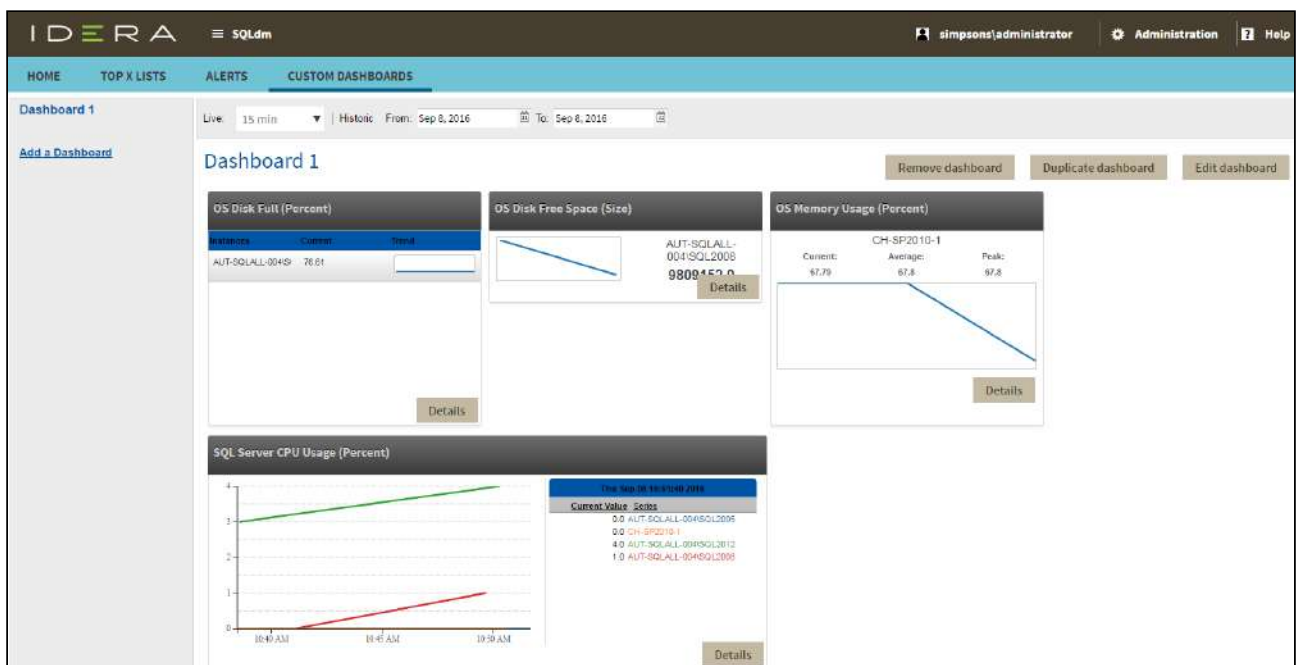 IDERA SQLdm simpsons\administrator Administration ? Help
HOME TOP X LISTS ALERTS CUSTOM DASHBOARDS
Dashboard 1
Add a Dashboard
Live: 15 min Historic From: Sep 8, 2016 To: Sep 8, 2016
Dashboard 1
Remove dashboard Duplicate dashboard Edit dashboard
OS Disk Full (Percent)
Instances Current Trend
AUT-SQLALL-004\S 76.61
Details
OS Disk Free Space (Size)
AUT-SQLALL-
004\SQL2008
Details
OS Memory Usage (Percent)
CH-SP2010-1
Current: Average: Peak:
67.79 67.8 67.8
Details
SQL Server CPU Usage (Percent)
4
3
2
1
0
10:40 AM 10:45 AM 10:50 AM
Current Value Series
0.0 AUT-SQLALL-004\SQL2005
0.0 CH-SP2010-1
4.0 AUT-SQLALL-004\SQL2012
1.0 AUT-SQLALL-004\SQL2008
Details